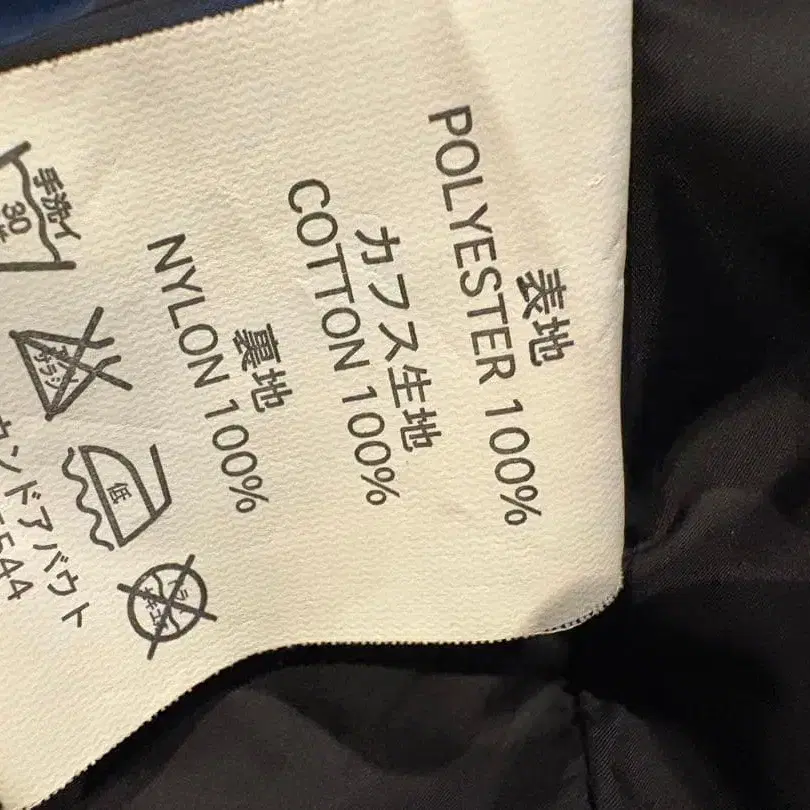 表地
POLYESTER 100%
カフス生地
COTTON 100%
裏地
NYLON 100%
手洗イ
30
低
ンドアバウト
544